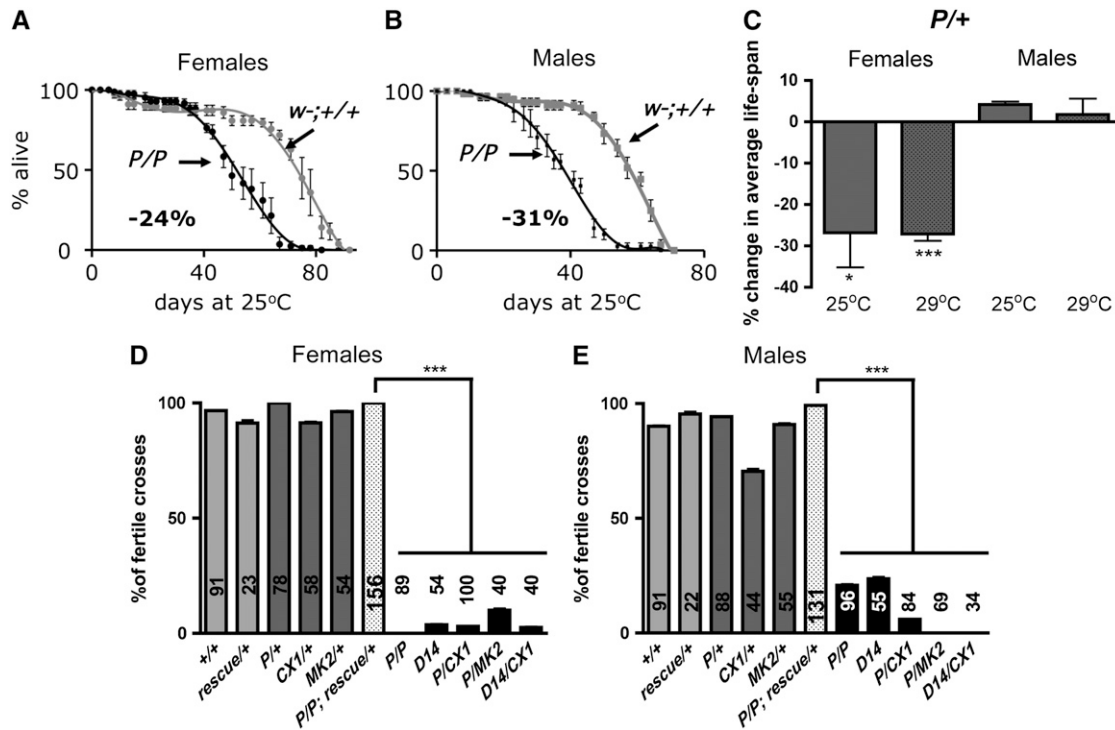 A
Females
100
50
0
% alive
w-;+/+
P/P
-24%
0 40 80
days at 25°C
B
Males
100
50
0
w-;+/+
P/P
-31%
0 40 80
days at 25°C
C
P/+
Females Males
10
0
-10
-20
-30
-40
% change in average life-span
* ***
25°C 29°C 25°C 29°C
D
Females
***
100
50
0
%of fertile crosses
91 23 78 58 54 156 89 54 100 40 40
+/+ rescue/+ P/+ CX1/+ MK2/+ P/P; rescue/+ P/P D14 P/CX1 P/MK2 D14/CX1
E
Males
***
100
50
0
%of fertile crosses
91 22 88 44 55 131 96 55 84 69 34
+/+ rescue/+ P/+ CX1/+ MK2/+ P/P; rescue/+ P/P D14 P/CX1 P/MK2 D14/CX1